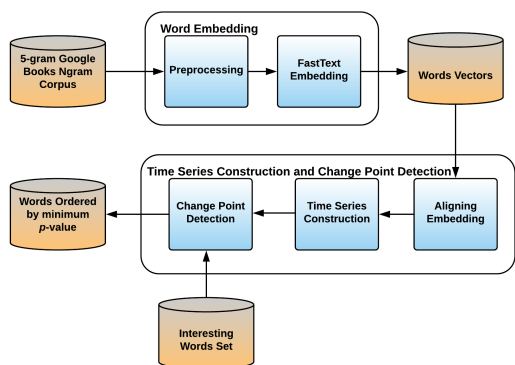 Word Embedding
5-gram Google
Books Ngram
Corpus
Preprocessing
FastText
Embedding
Words Vectors
Time Series Construction and Change Point Detection
Words Ordered
by minimum
p-value
Change Point
Detection
Time Series
Construction
Aligning
Embedding
Interesting
Words Set